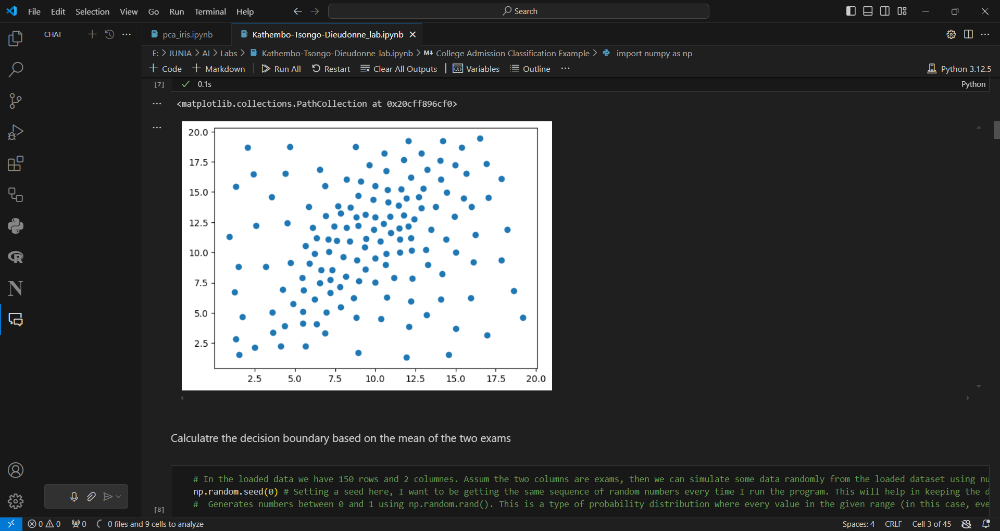 File Edit Selection View Go Run Terminal Help
Search
CHAT
pca_iris.ipynb
Kathembo-Tsongo-Dieudonne_lab.ipynb
E: > JUNIA > AI > Labs > Kathembo-Tsongo-Dieudonne_lab.ipynb > M↓ College Admission Classification Example > import numpy as np
+ Code + Markdown Run All Restart Clear All Outputs Variables Outline ...
Python 3.12.5
[7] ✓ 0.1s Python
... <matplotlib.collections.PathCollection at 0x20cff896cf0>
...
20.0
17.5
15.0
12.5
10.0
7.5
5.0
2.5
2.5 5.0 7.5 10.0 12.5 15.0 17.5 20.0
Calculatre the decision boundary based on the mean of the two exams
# In the loaded data we have 150 rows and 2 columnes. Assum the two columns are exams, then we can simulate some data randomly from the loaded dataset using nu
np.random.seed(0) # Setting a seed here, I want to be getting the same sequence of random numbers every time I run the program. This will help in keeping the d
#  Generates numbers between 0 and 1 using np.random.rand(). This is a type of probability distribution where every value in the given range (in this case, eve
[8]
0 0 0 0 files and 9 cells to analyze
Spaces: 4 CRLF Cell 3 of 45